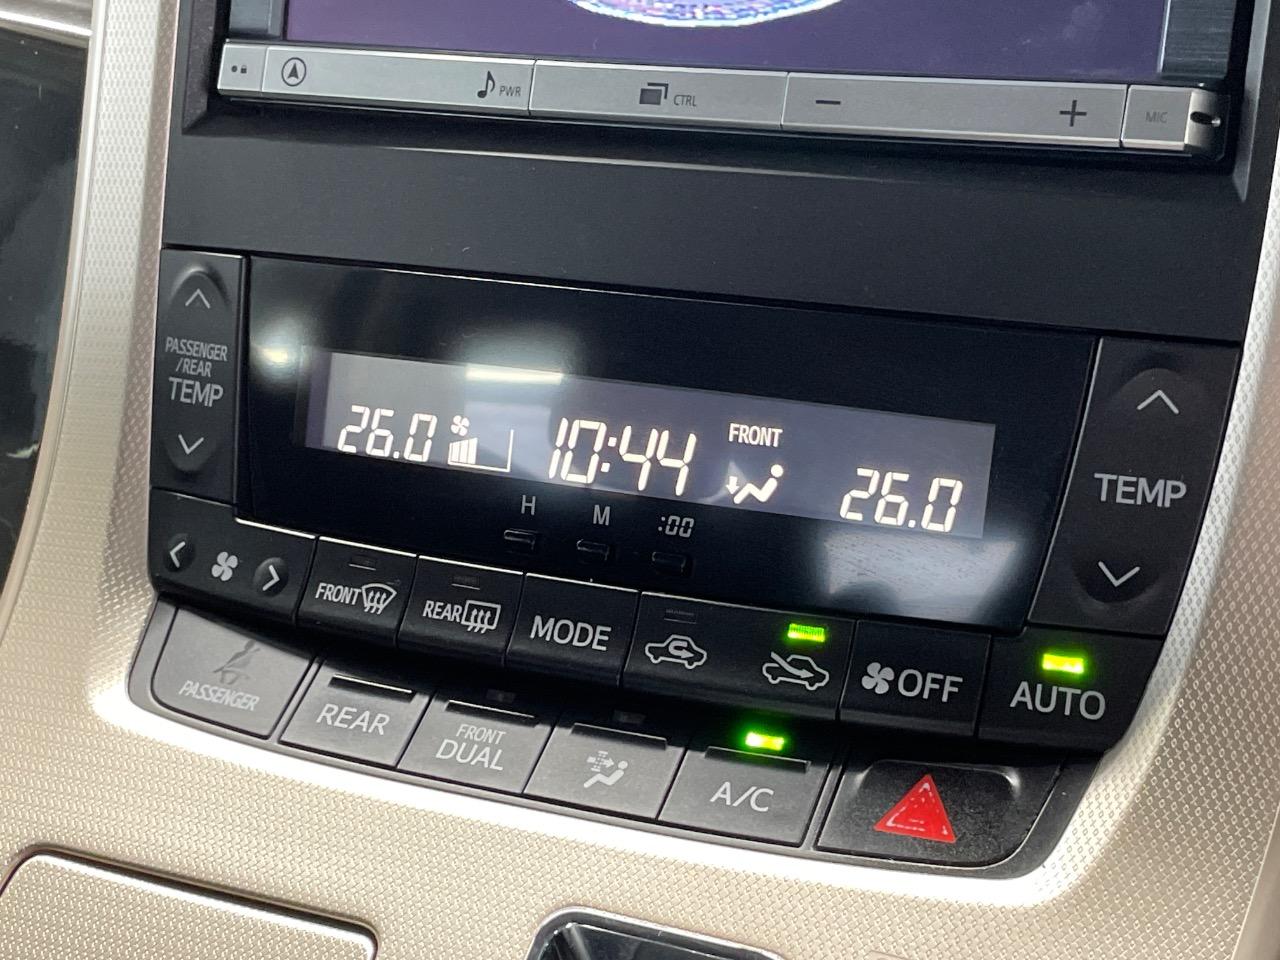 PWR
CTRL
MIC
PASSENGER
/REAR
TEMP
26.0
10:44
FRONT
26.0
TEMP
H
M
:00
FRONT
REAR
MODE
OFF
AUTO
PASSENGER
REAR
FRONT
DUAL
A/C